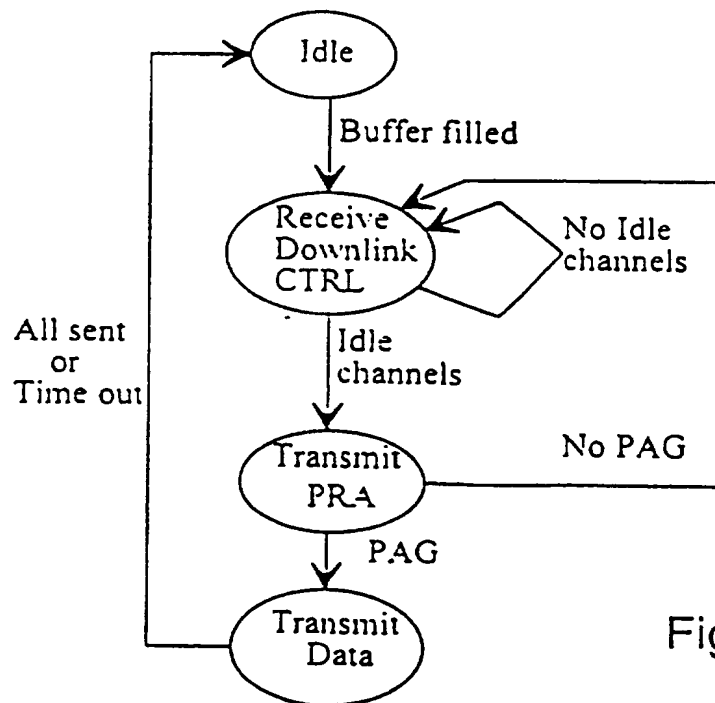 Idle
Buffer filled
Receive
Downlink
CTRL
No Idle
channels
All sent
or
Time out
Idle
channels
Transmit
PRA
No PAG
PAG
Transmit
Data
Fig